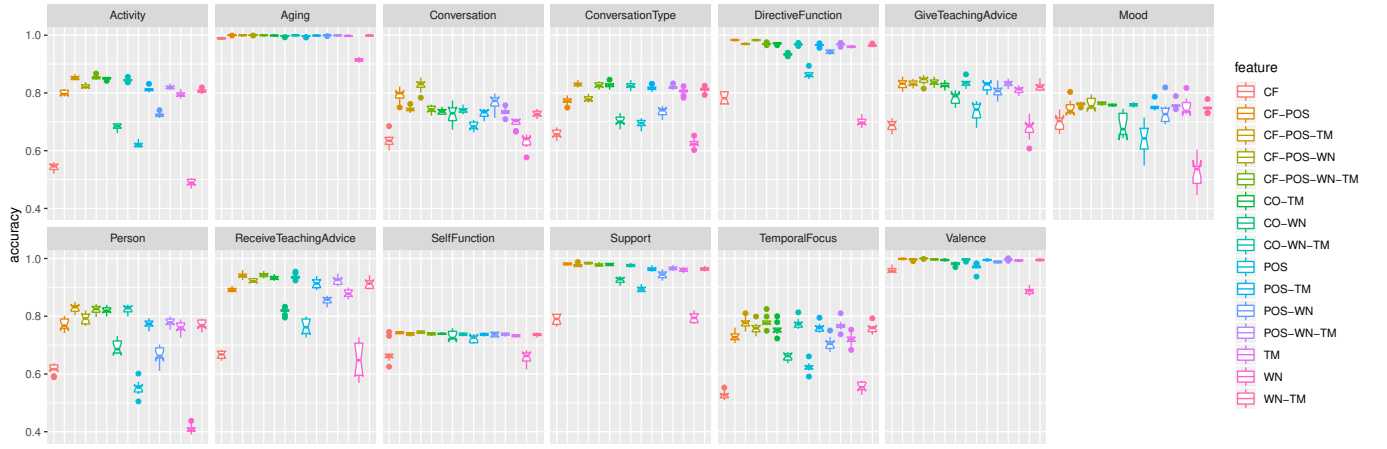 Activity
Aging
Conversation
ConversationType
DirectiveFunction
GiveTeachingAdvice
Mood
1.0
0.8
0.6
0.4
Person
ReceiveTeachingAdvice
SelfFunction
Support
TemporalFocus
Valence
1.0
0.8
0.6
0.4
accuracy
feature
CF
CF−POS
CF−POS−TM
CF−POS−WN
CF−POS−WN−TM
CO−TM
CO−WN
CO−WN−TM
POS
POS−TM
POS−WN
POS−WN−TM
TM
WN
WN−TM